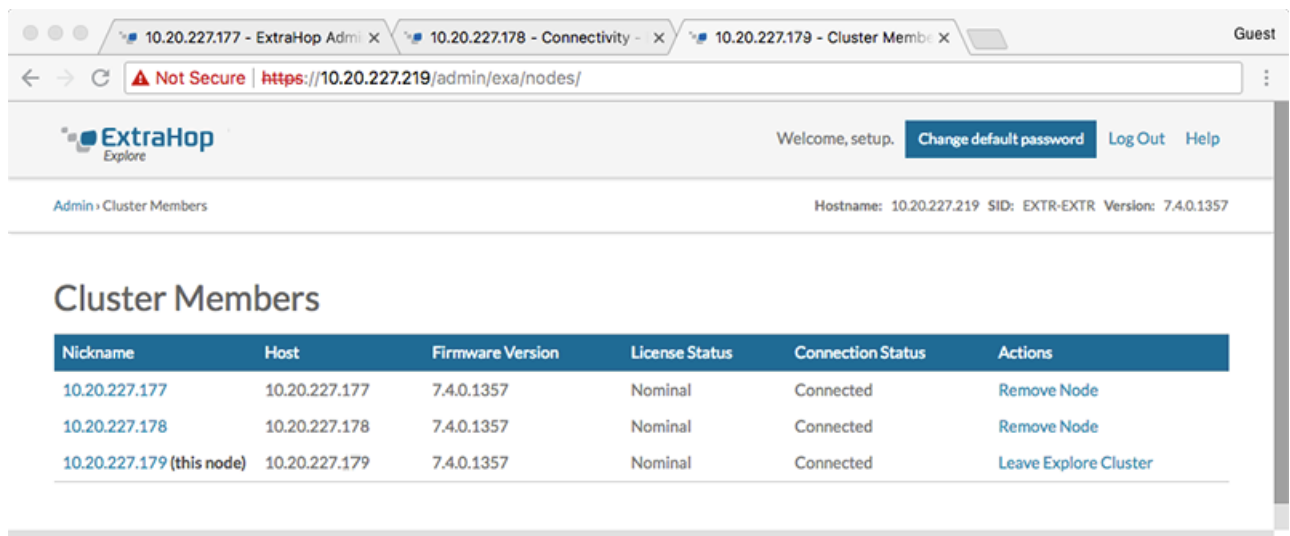 10.20.227.177 - ExtraHop Admi 10.20.227.178 - Connectivity - 10.20.227.179 - Cluster Membe Guest
Not Secure | https://10.20.227.219/admin/exa/nodes/
ExtraHop Welcome, setup. Change default password Log Out Help
Explore
Admin › Cluster Members Hostname: 10.20.227.219 SID: EXTR-EXTR Version: 7.4.0.1357
Cluster Members
Nickname Host Firmware Version License Status Connection Status Actions
10.20.227.177 10.20.227.177 7.4.0.1357 Nominal Connected Remove Node
10.20.227.178 10.20.227.178 7.4.0.1357 Nominal Connected Remove Node
10.20.227.179 (this node) 10.20.227.179 7.4.0.1357 Nominal Connected Leave Explore Cluster